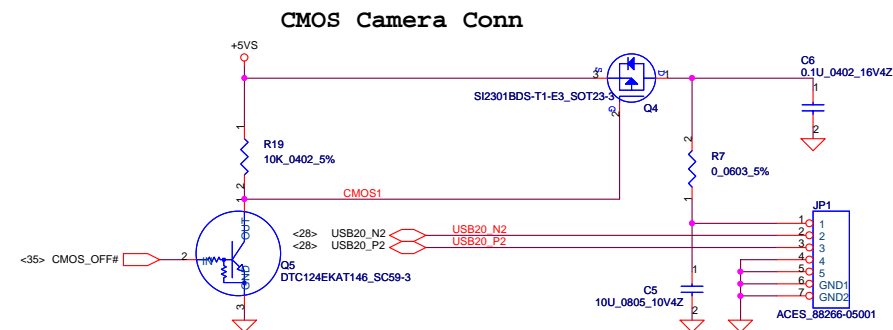 CMOS Camera Conn
+5VS
C6
0.1U_0402_16V4Z
1
2
S
3
D
1
SI2301BDS-T1-E3_SOT23-3
G
2
Q4
1
R19
10K_0402_5%
2
2
R7
0_0603_5%
1
CMOS1
1
OUT
IN
GND
2
3
<35> CMOS_OFF#
Q5
DTC124EKAT146_SC59-3
<28> USB20_N2
USB20_N2
<28> USB20_P2
USB20_P2
1
C5
10U_0805_10V4Z
2
JP1
1 1
2 2
3 3
4 4
5 5
6 GND1
7 GND2
ACES_88266-05001